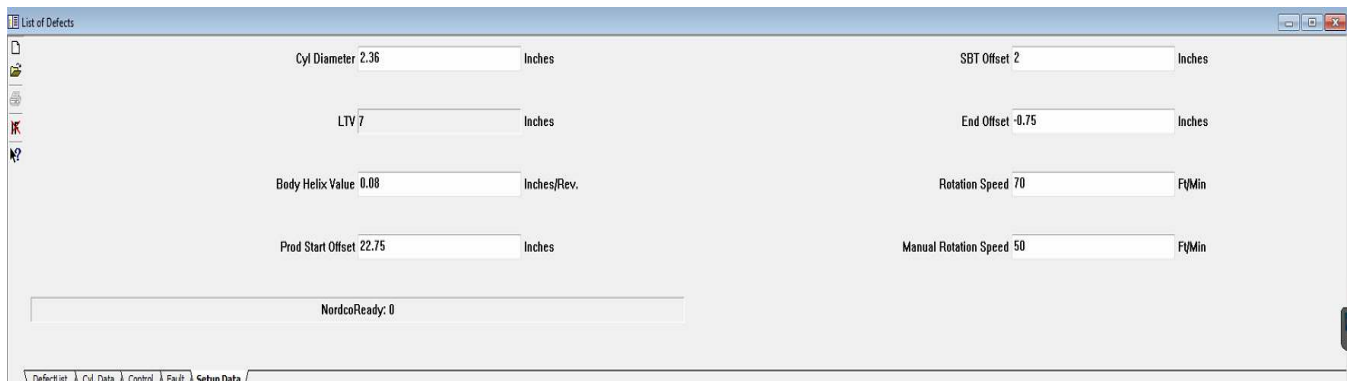 List of Defects
Cyl Diameter 2.36 Inches SBT Offset 2 Inches
LTV 7 Inches End Offset -0.75 Inches
Body Helix Value 0.08 Inches/Rev. Rotation Speed 70 Ft/Min
Prod Start Offset 22.75 Inches Manual Rotation Speed 50 Ft/Min
NordcoReady: 0
DefectList Cyl. Data Control Fault Setup Data